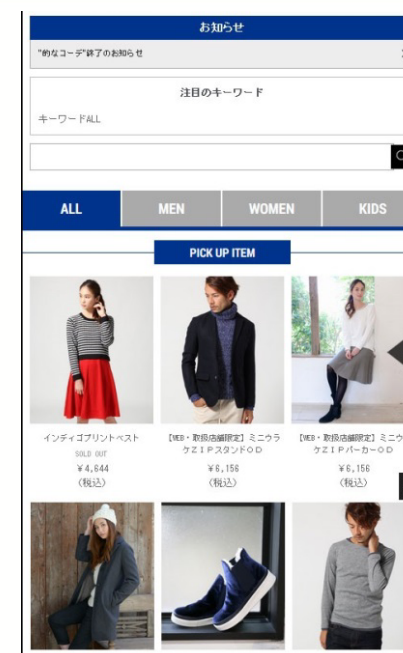 お知らせ
"的なコーデ"終了のお知らせ
注目のキーワード
キーワードALL
ALL
MEN
WOMEN
KIDS
PICK UP ITEM
インディゴプリントベスト
SOLD OUT
¥4,644
(税込)
【WEB・取扱店舗限定】ミニウラ
ケZIPスタンドOD
¥6,156
(税込)
【WEB・取扱店舗限定】ミニウ
ケZIPパーカーOD
¥6,156
(税込)